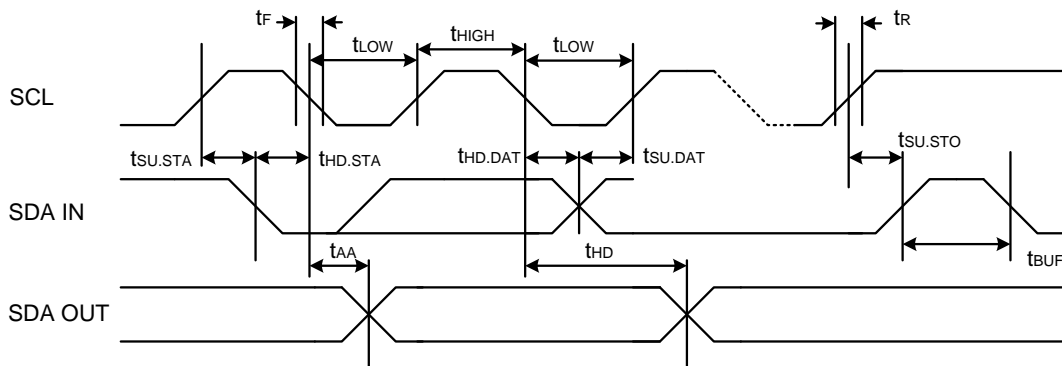 tF
tLOW
tHIGH
tLOW
tR
SCL
tSU.STA
tHD.STA
tHD.DAT
tSU.DAT
tSU.STO
SDA IN
tAA
tHD
tBUF
SDA OUT